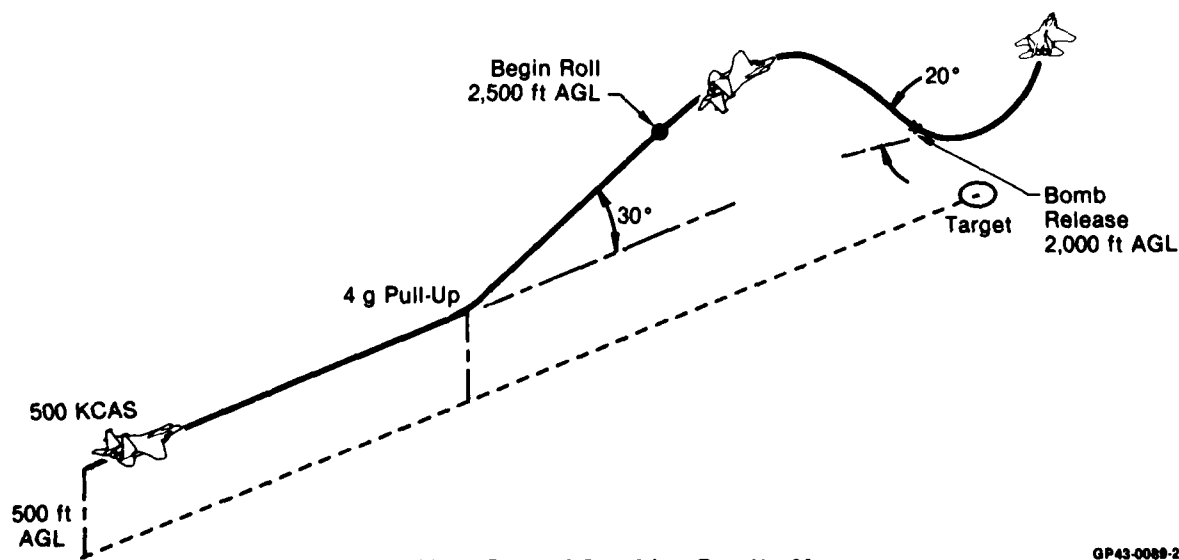 Begin Roll
2,500 ft AGL
20°
30°
Bomb
Release
2,000 ft AGL
Target
4 g Pull-Up
500 KCAS
500 ft
AGL
GP43-0089-2